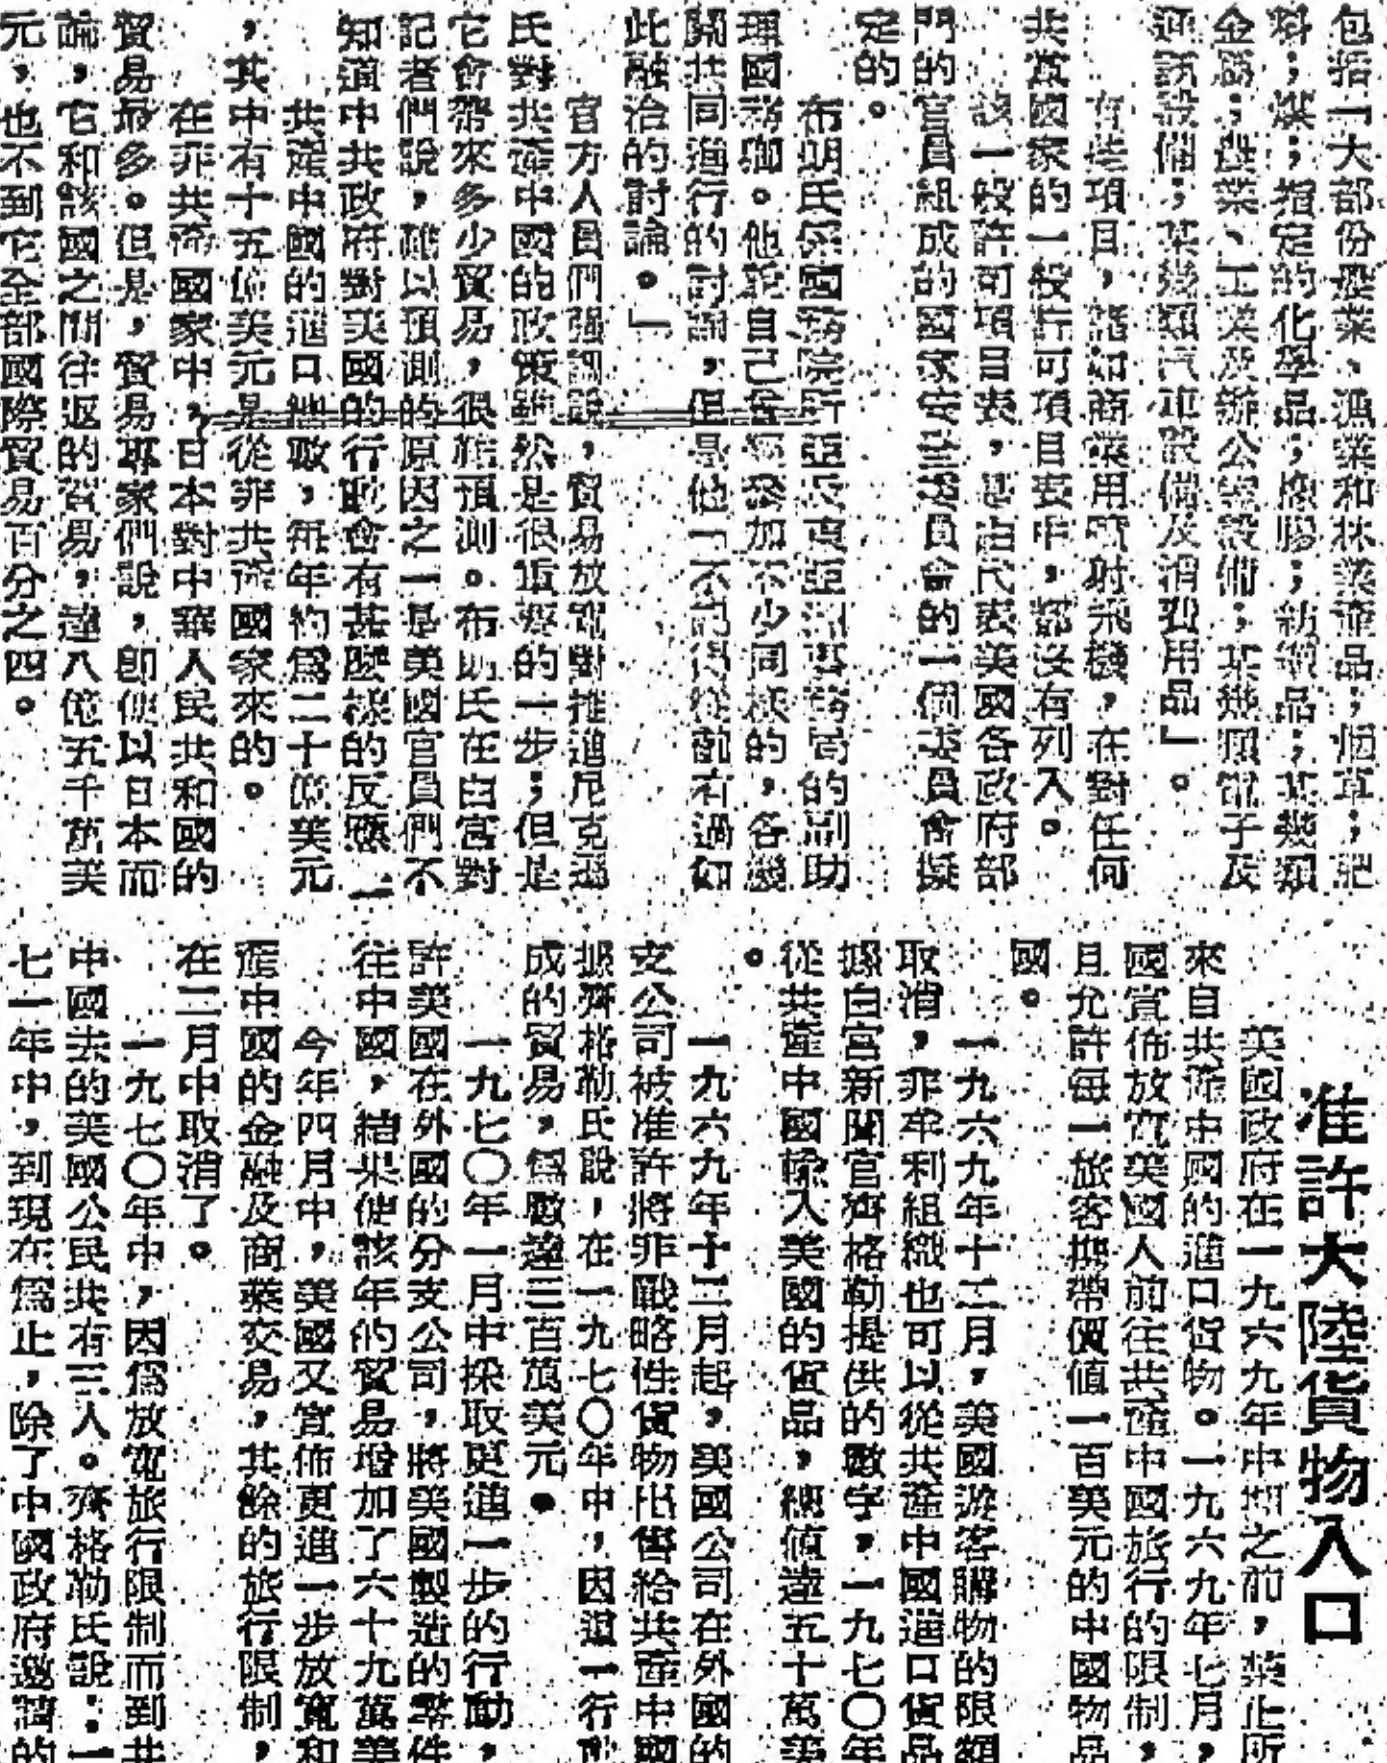 包括一大部份農業、漁業和林業產品;烟草;肥
料;煤;指定的化學品;橡膠;紡織品;某幾類
金屬;農業、工業及辦公室設備;某幾類電子及
通訊設備;某幾類汽車設備及消費用品」。
有些項目,諸如商業用噴射飛機,在對任何
共黨國家的一般許可項目表中,都沒有列入。
該一般許可項目表,是由代表美國各政府部
門的官員組成的國家安全委員會的一個委員會擬
定的。
布朗氏係國務院東亞的副助
理國務卿。他說自己曾經參加不少同樣的,各機
關共同進行的討論,但是他「不記得從前有過如
此融洽的討論。」
官方人員們強調說,貿易放寬對推進尼克遜
氏對共產中國的政策雖然是很重要的一步;但是
它會帶來多少貿易,很難預測。布朗氏在白宮對
記者們說,難以預測的原因之一是美國官員們不
知道中共政府對美國的行動會有甚麼樣的反應。
共產中國的進口總數,每年約爲二十億美元
,其中有十五億美元是從非共產國家來的。
在非共產國家中,日本對中華人民共和國的
貿易最多。但是,貿易專家們說,即使以日本而
論,它和該國之間往返的貿易,達八億五千萬美
元,也不到它全部國際貿易百分之四。
准許大陸貨物入口
美國政府在一九六九年中期之前,禁止所
來自共產中國的進口貨物。一九六九年七月,
國宣佈放寬美國人前往共產中國旅行的限制,
且允許每一旅客攜帶價值一百美元的中國物品
國。
一九六九年十二月,美國游客購物的限額
取消,非牟利組織也可以從共產中國進口貨品
據白宮新聞官齊格勒提供的數字,一九七〇年
從共產中國輸入美國的貨品,總值達五十萬美
。
一九六九年十二月起,美國公司在外國的
支公司被准許將非戰略性貨物出售給共產中國
據齊格勒氏說,在一九七〇年中,因這一行動
成的貿易,爲數達三百萬美元。
一九七〇年一月中採取更進一步的行動,
許美國在外國的分支公司,將美國製造的零件
往中國,結果使該年的貿易增加了六十九萬美
今年四月中,美國又宣佈更進一步放寬和
產中國的金融及商業交易,其餘的旅行限制,
在二月中取消了。
一九七〇年中,因爲放寬旅行限制而到共
中國去的美國公民共有三人。齊格勒氏說:一
七一年中,到現在爲止,除了中國政府邀請的